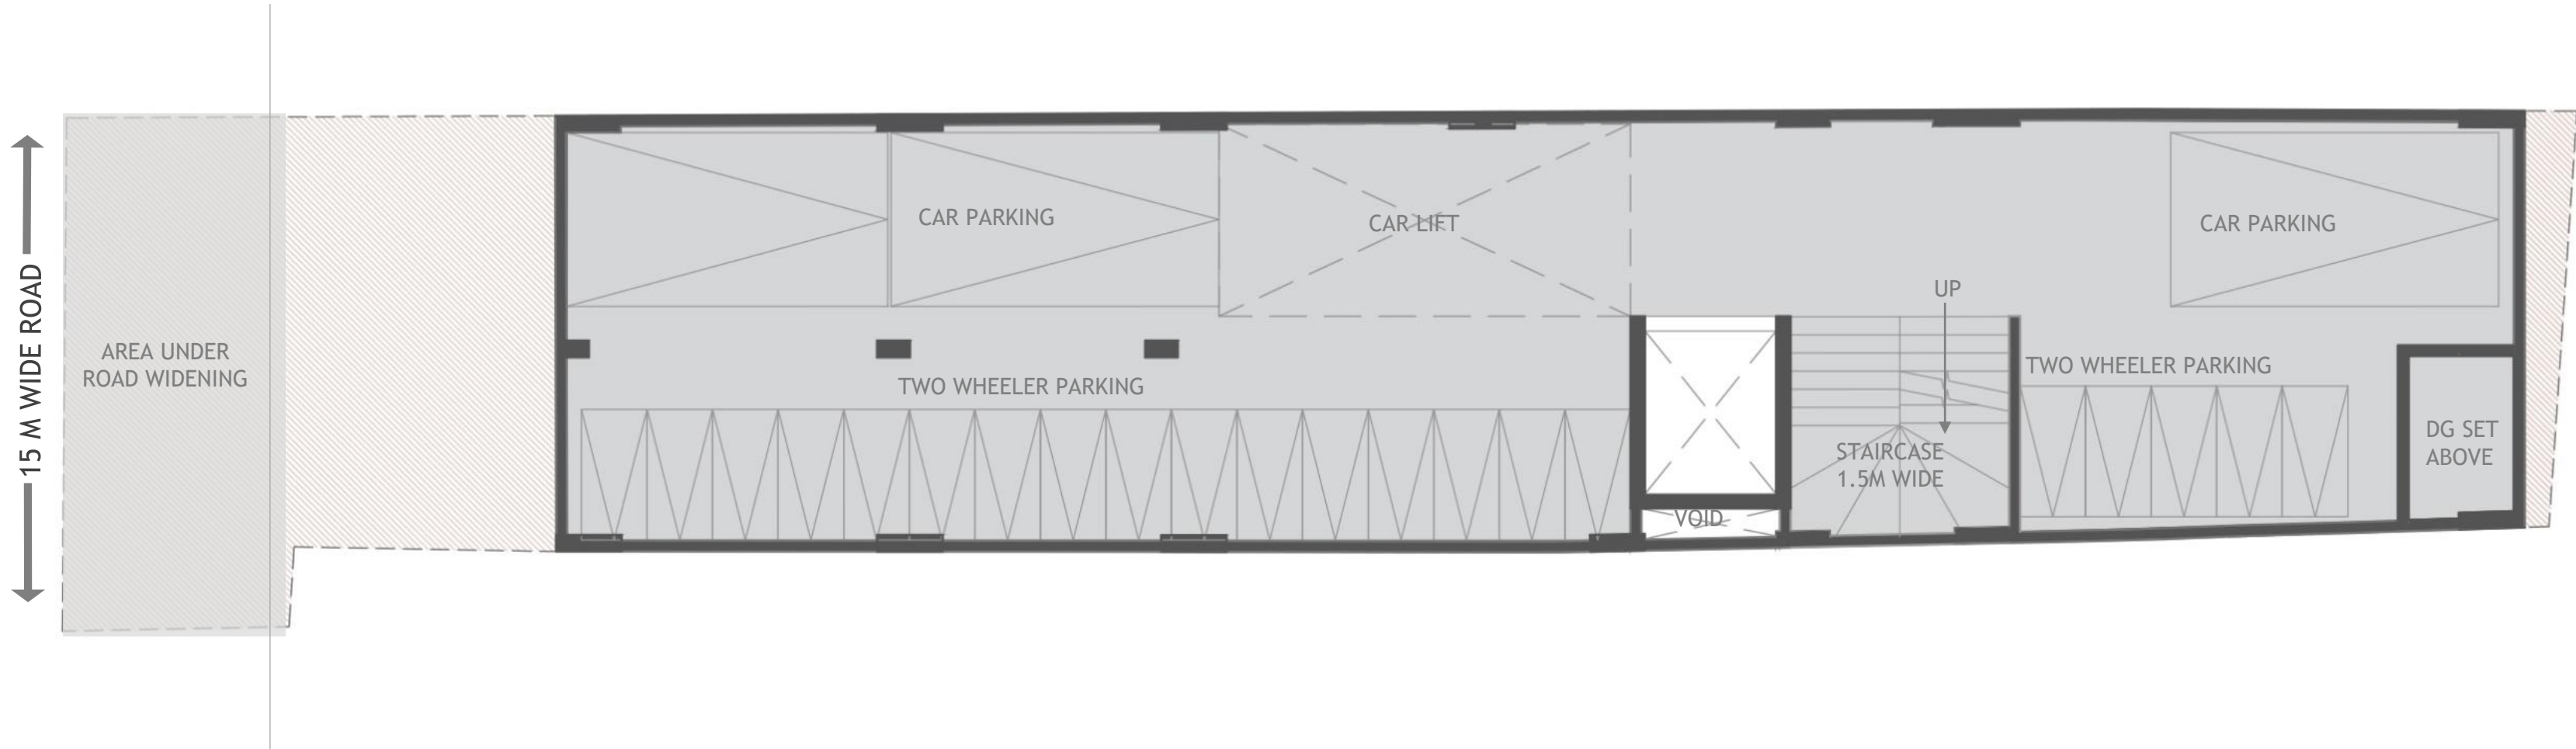 15 M WIDE ROAD
AREA UNDER
ROAD WIDENING
CAR PARKING
CAR LIFT
CAR PARKING
UP
TWO WHEELER PARKING
TWO WHEELER PARKING
STAIRCASE
1.5M WIDE
DG SET
ABOVE
VOID